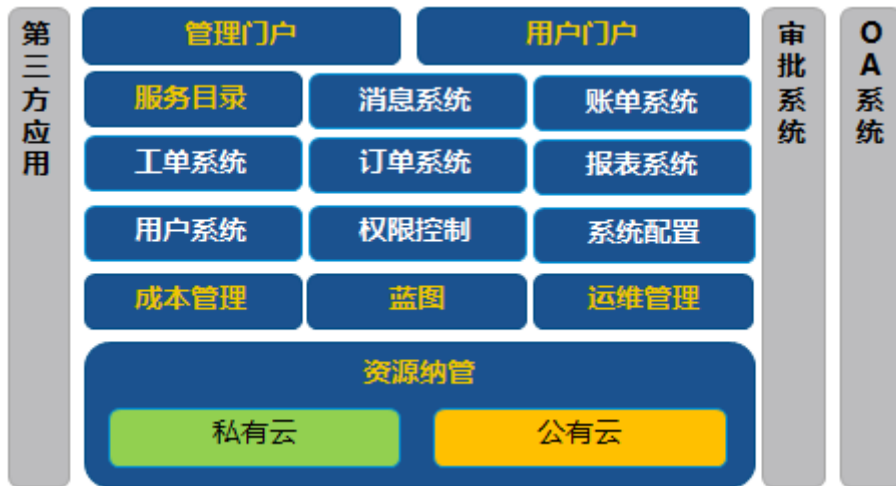 第三方应用
管理门户
用户门户
服务目录
消息系统
账单系统
工单系统
订单系统
报表系统
用户系统
权限控制
系统配置
成本管理
蓝图
运维管理
资源纳管
私有云
公有云
审批系统
OA系统